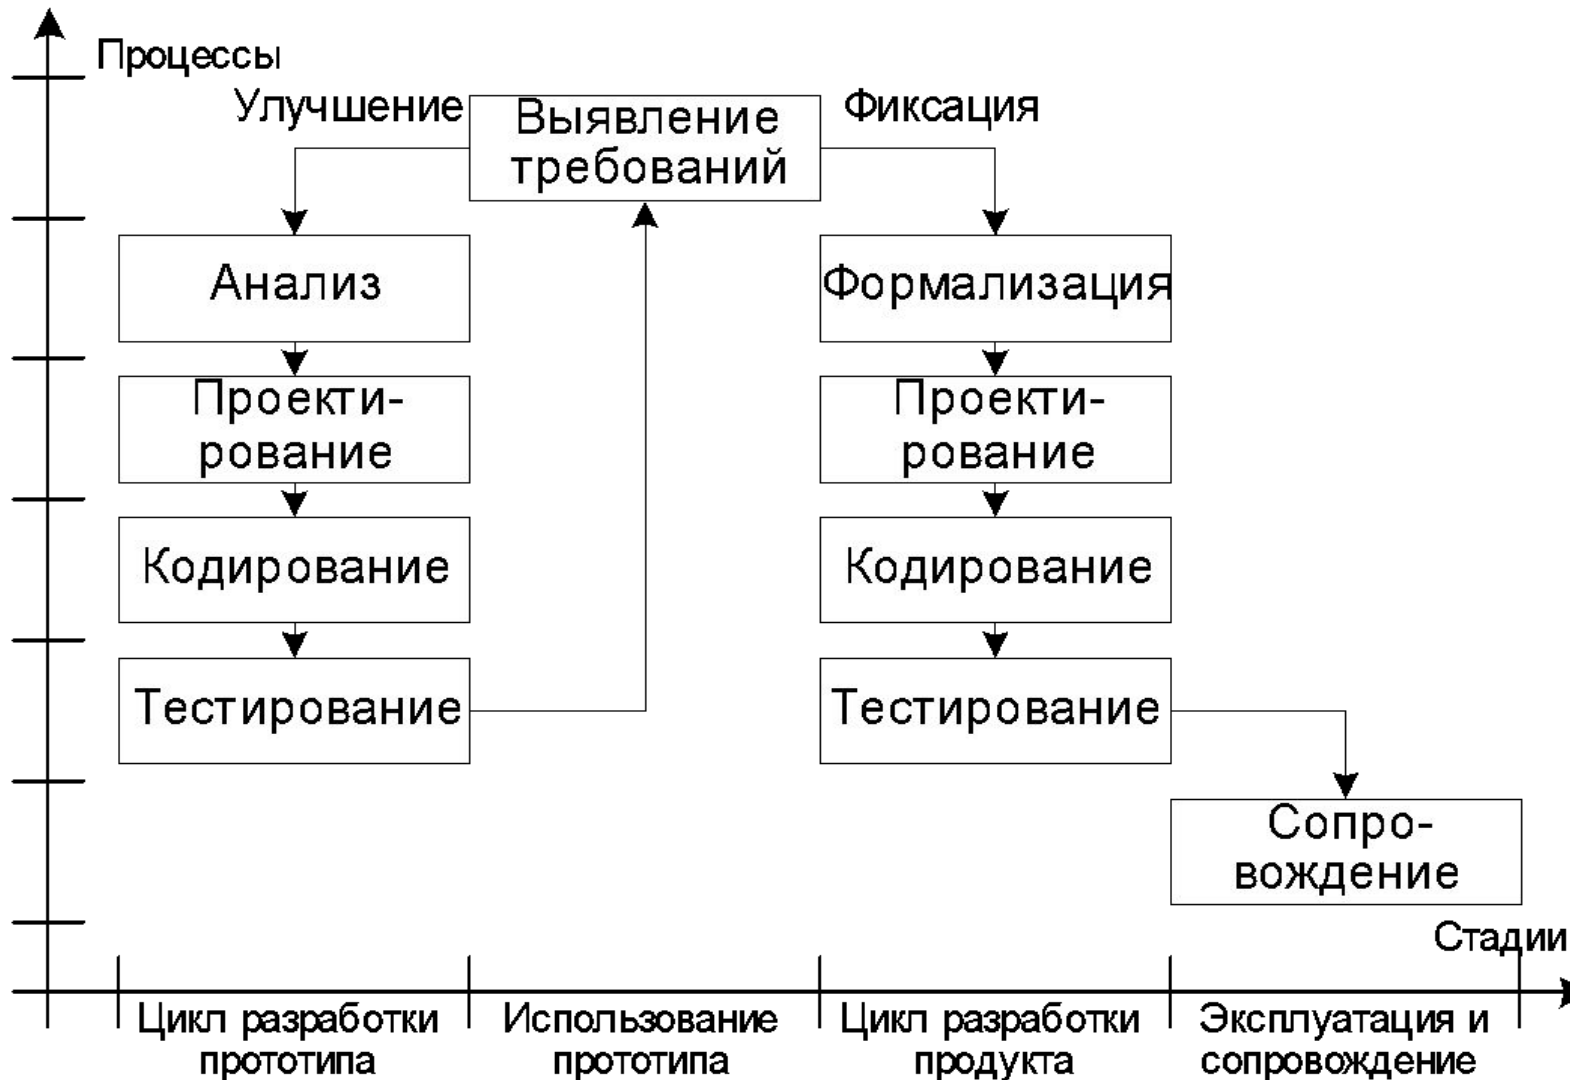 Процессы
Улучшение
Выявление
требований
Фиксация
Анализ
Формализация
Проекти-
рование
Проекти-
рование
Кодирование
Кодирование
Тестирование
Тестирование
Сопро-
вождение
Стадии
Цикл разработки
прототипа
Использование
прототипа
Цикл разработки
продукта
Эксплуатация и
сопровождение